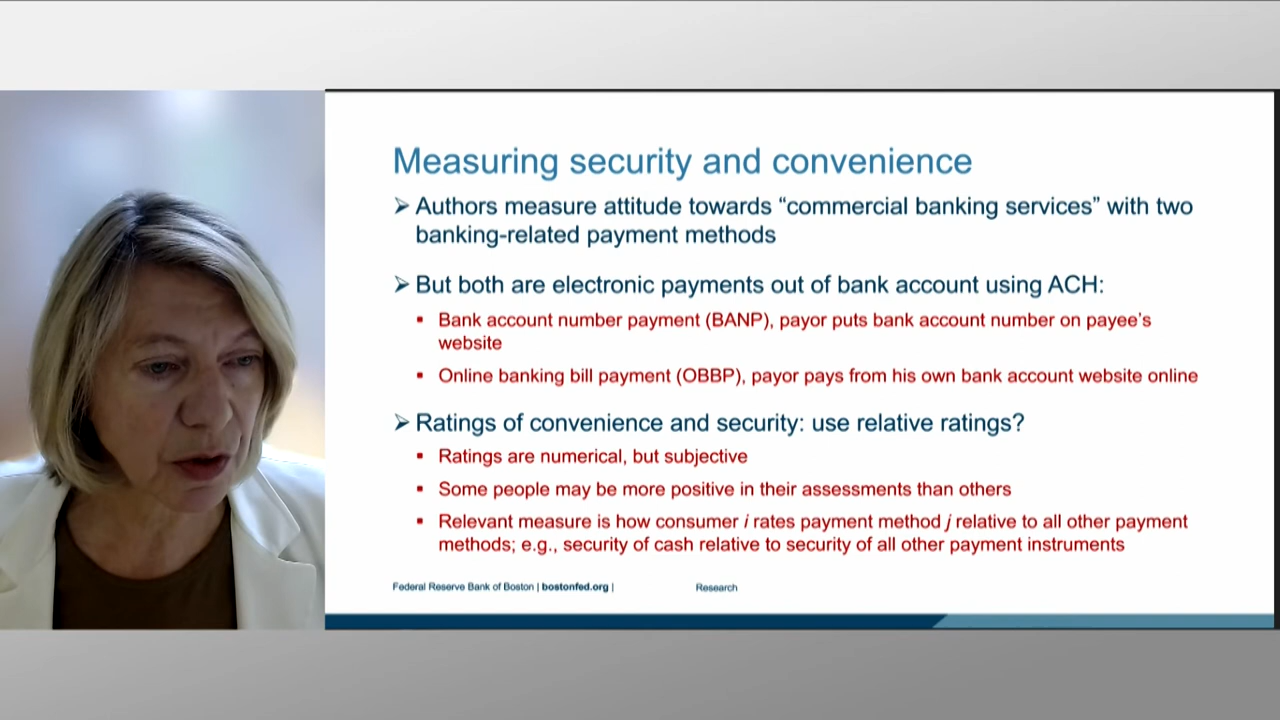 Measuring security and convenience
➢ Authors measure attitude towards “commercial banking services” with two
banking-related payment methods
➢ But both are electronic payments out of bank account using ACH:
▪ Bank account number payment (BANP), payor puts bank account number on payee’s
website
▪ Online banking bill payment (OBBP), payor pays from his own bank account website online
➢ Ratings of convenience and security: use relative ratings?
▪ Ratings are numerical, but subjective
▪ Some people may be more positive in their assessments than others
▪ Relevant measure is how consumer i rates payment method j relative to all other payment
methods; e.g., security of cash relative to security of all other payment instruments
Federal Reserve Bank of Boston | bostonfed.org | Research